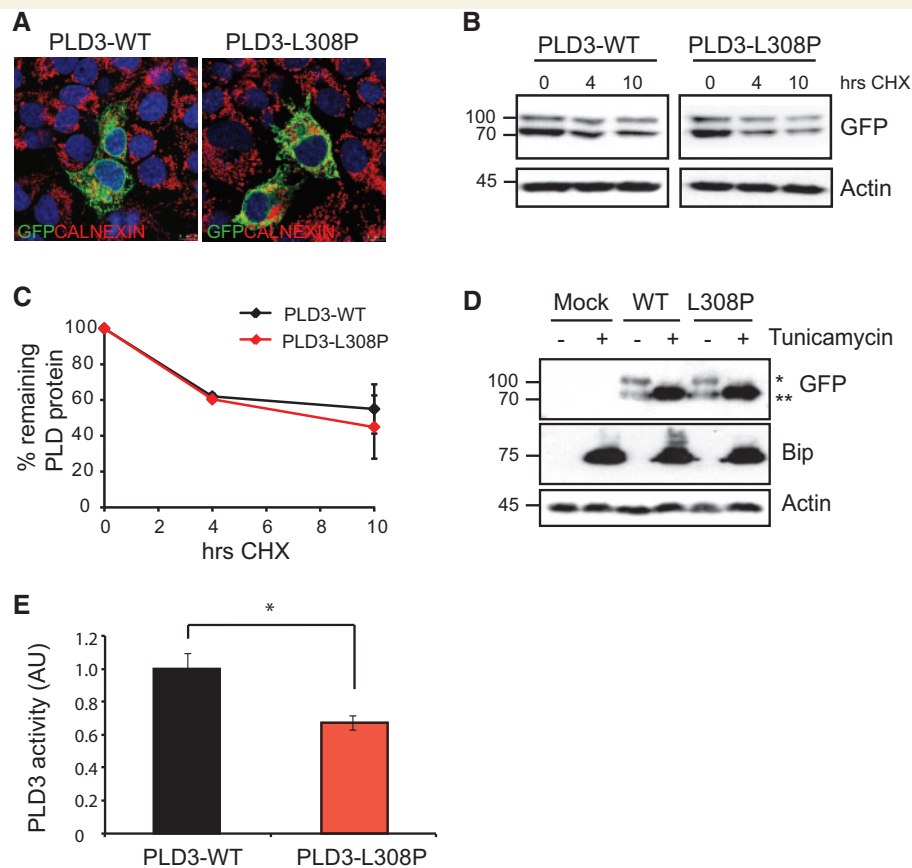 A
PLD3-WT PLD3-L308P
GFPCALNEXIN GFPCALNEXIN
B
PLD3-WT PLD3-L308P
0 4 10 0 4 10 hrs CHX
100
70
GFP
45
Actin
C
100
80
60
40
20
0
% remaining
PLD protein
0 2 4 6 8 10
hrs CHX
PLD3-WT
PLD3-L308P
D
Mock WT L308P
- + - + - + Tunicamycin
100 *
GFP
70 **
75 Bip
45 Actin
E
*
1.2
1.0
0.8
0.6
0.4
0.2
0
PLD3 activity (AU)
PLD3-WT PLD3-L308P